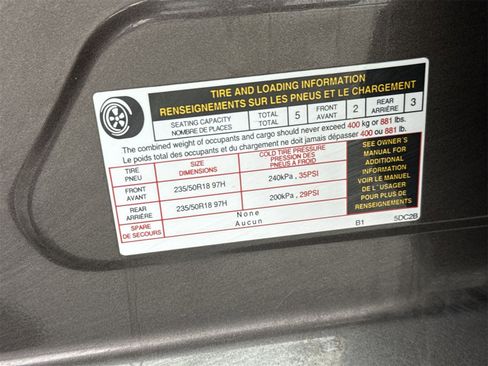 TIRE AND LOADING INFORMATION
RENSEIGNEMENTS SUR LES PNEUS ET LE CHARGEMENT
SEATING CAPACITY TOTAL 5 FRONT 2 REAR 3
NOMBRE DE PLACES TOTAL AVANT ARRIÈRE
The combined weight of occupants and cargo should never exceed 400 kg or 881 lbs.
Le poids total des occupants et du chargement ne doit jamais dépasser 400 ou 881 lb.
TIRE SIZE COLD TIRE PRESSURE
PNEU DIMENSIONS PRESSION DES
PNEUS À FROID
FRONT 235/50R18 97H 240kPa , 35PSI
AVANT
REAR 235/50R18 97H 200kPa , 29PSI
ARRIÈRE
SPARE None
DE SECOURS Aucun
SEE OWNER'S
MANUAL FOR
ADDITIONAL
INFORMATION
VOIR LE MANUEL
DE L'USAGER
POUR PLUS DE
RENSEIGNEMENTS
B1 5DC2B